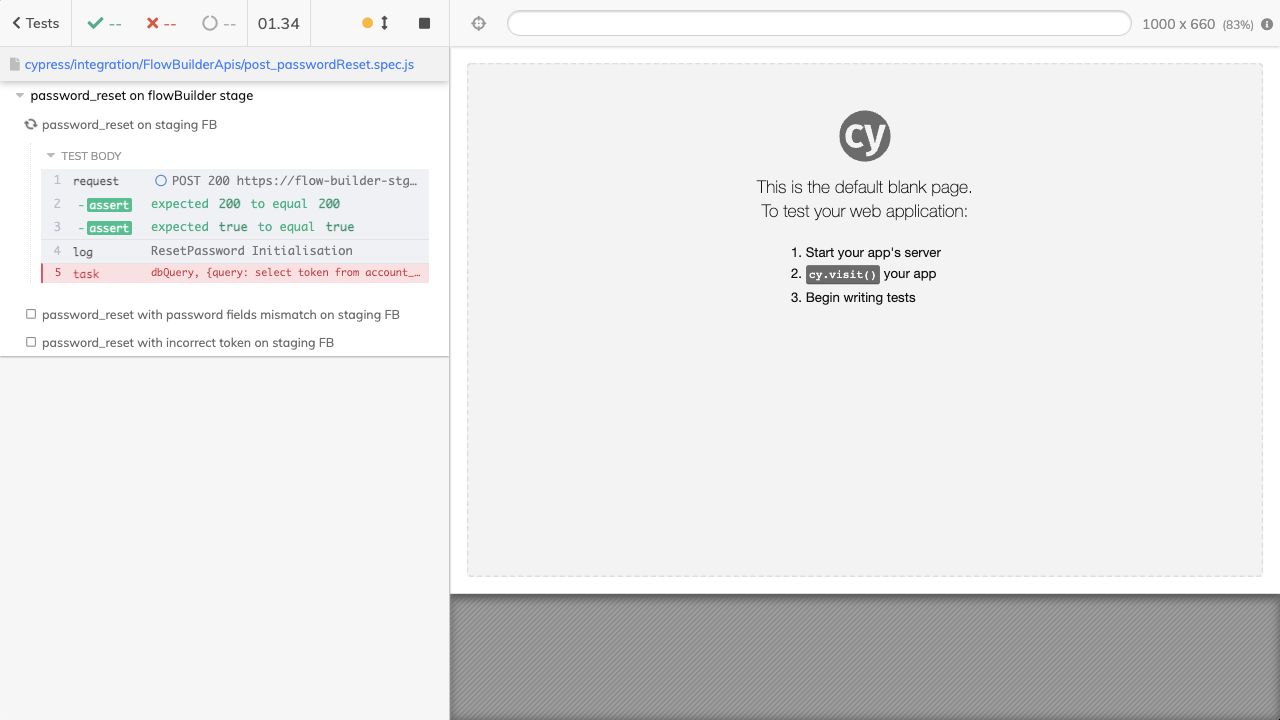 Tests
--
--
--
01.34
1000 x 660 (83%)
cypress/integration/FlowBuilderApis/post_passwordReset.spec.js
password_reset on flowBuilder stage
password_reset on staging FB
TEST BODY
1 request POST 200 https://flow-builder-stg…
2 -assert expected 200 to equal 200
3 -assert expected true to equal true
4 log ResetPassword Initialisation
5 task dbQuery, {query: select token from account_…
password_reset with password fields mismatch on staging FB
password_reset with incorrect token on staging FB
cy
This is the default blank page.
To test your web application:
1. Start your app's server
2. cy.visit() your app
3. Begin writing tests